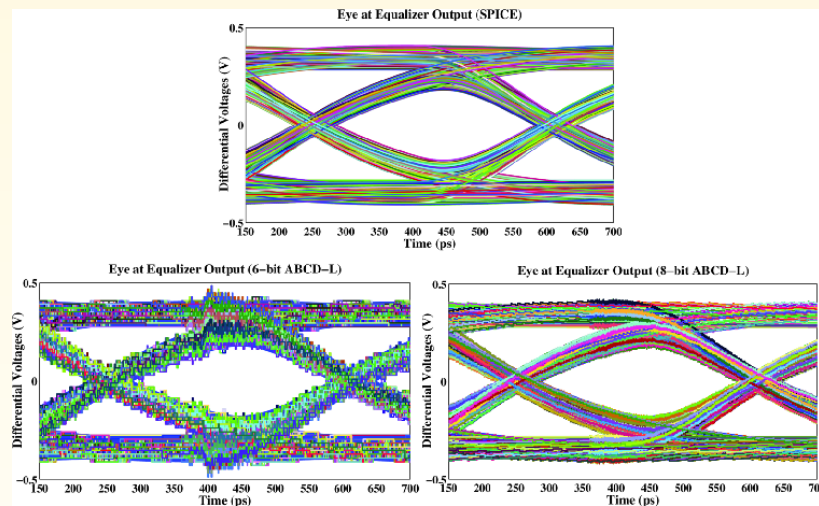 Eye at Equalizer Output (SPICE)
Differential Voltages (V)
0.5
0
−0.5
150 200 250 300 350 400 450 500 550 600 650 700
Time (ps)
Eye at Equalizer Output (6−bit ABCD−L)
Differential Voltages (V)
0.5
0
−0.5
150 200 250 300 350 400 450 500 550 600 650 700
Time (ps)
Eye at Equalizer Output (8−bit ABCD−L)
Differential Voltages (V)
0.5
0
−0.5
150 200 250 300 350 400 450 500 550 600 650 700
Time (ps)